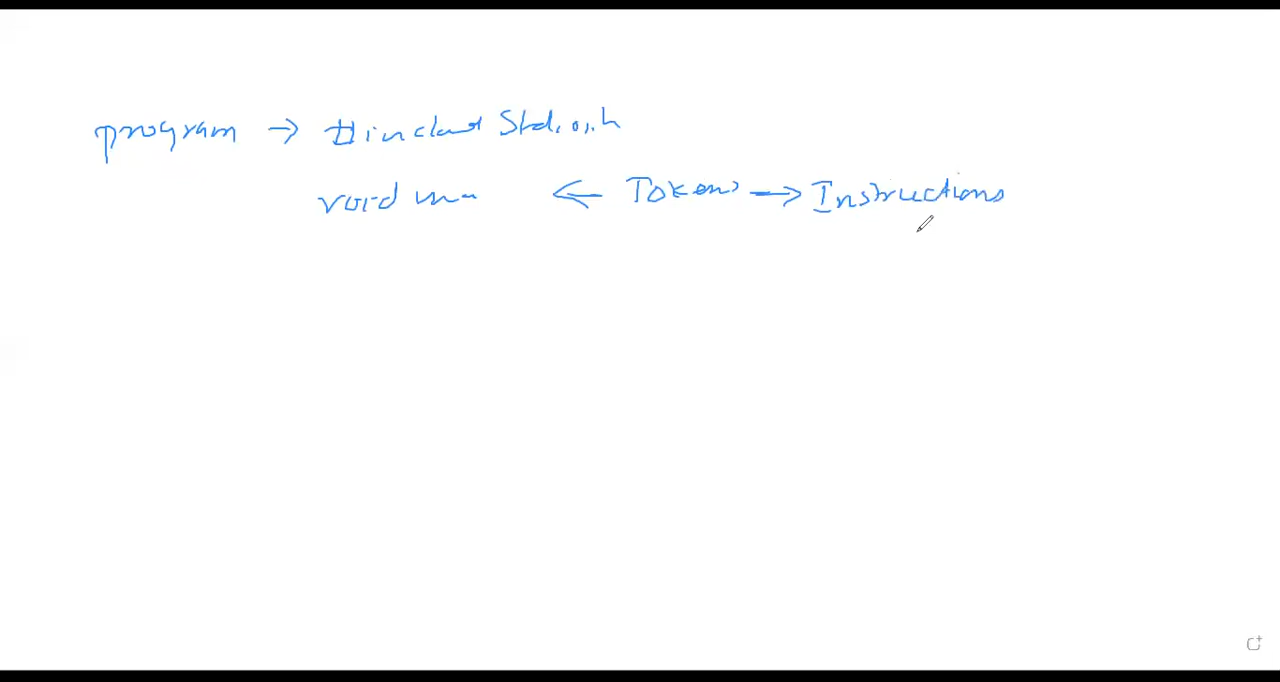 program → #include Stdio.h
void ma ← Tokens → Instructions